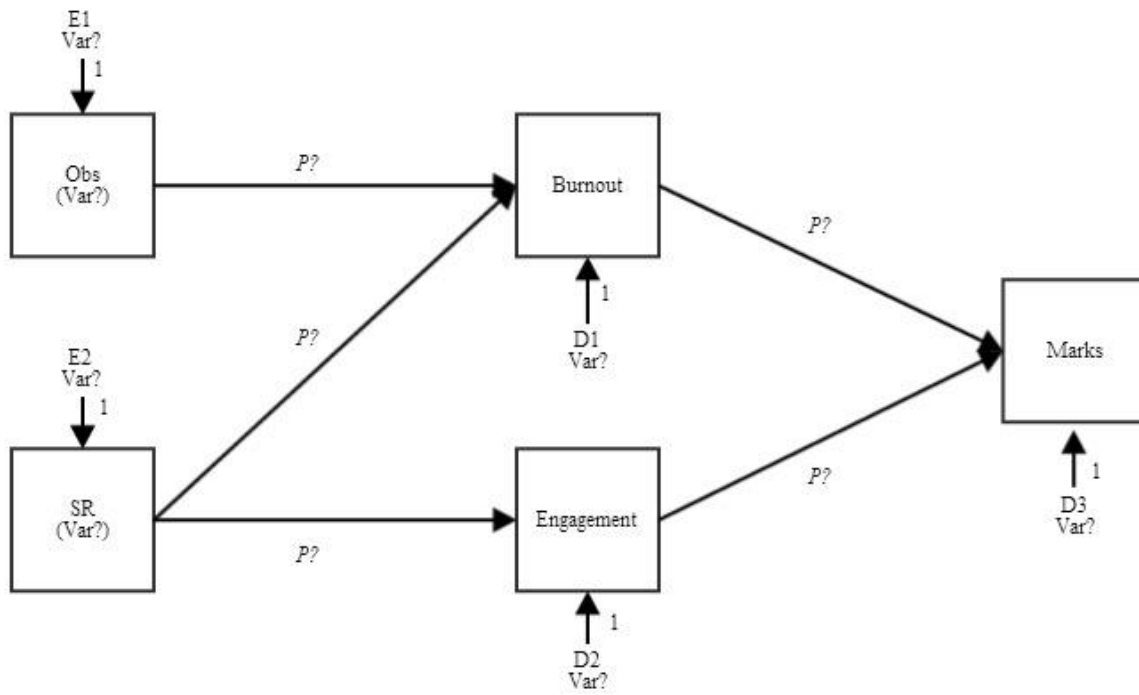 E1
Var?
1
Obs
(Var?)
P?
Burnout
P?
1
D1
Var?
P?
Marks
E2
Var?
1
SR
(Var?)
P?
Engagement
P?
1
D3
Var?
1
D2
Var?